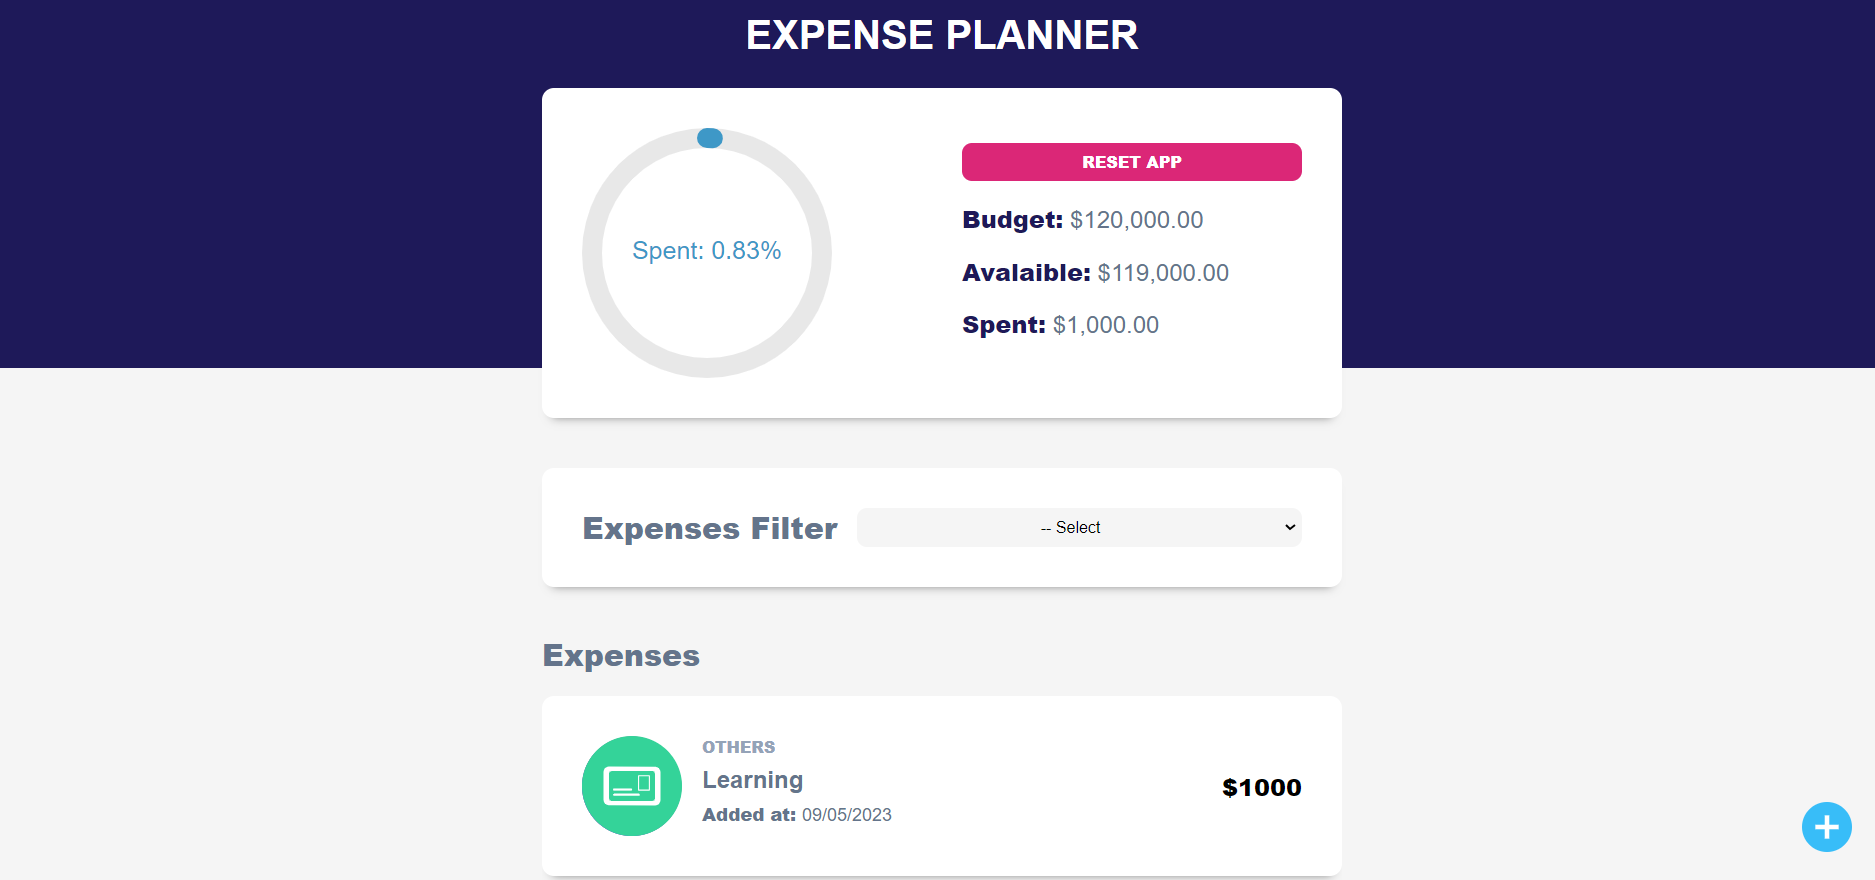 EXPENSE PLANNER
Spent: 0.83%
RESET APP
Budget: $120,000.00
Avalaible: $119,000.00
Spent: $1,000.00
Expenses Filter
-- Select
Expenses
OTHERS
Learning
Added at: 09/05/2023
$1000